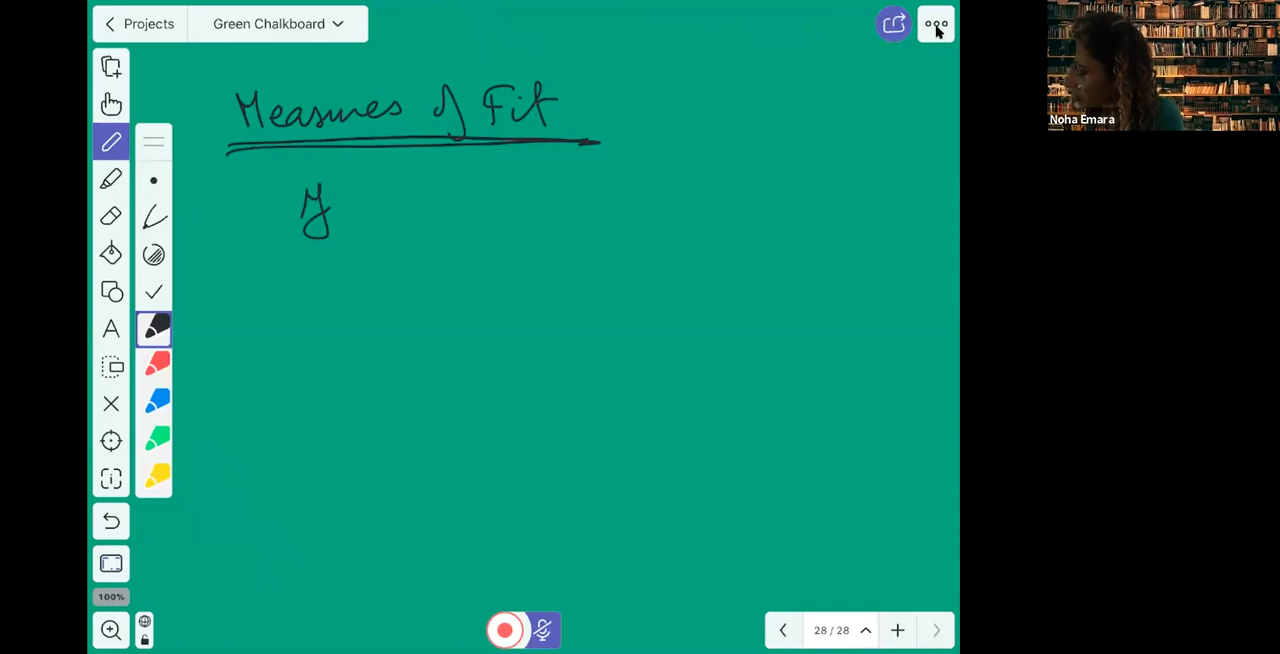 Projects
Green Chalkboard
Noha Emara
Measures of Fit
y
A
100%
28 / 28